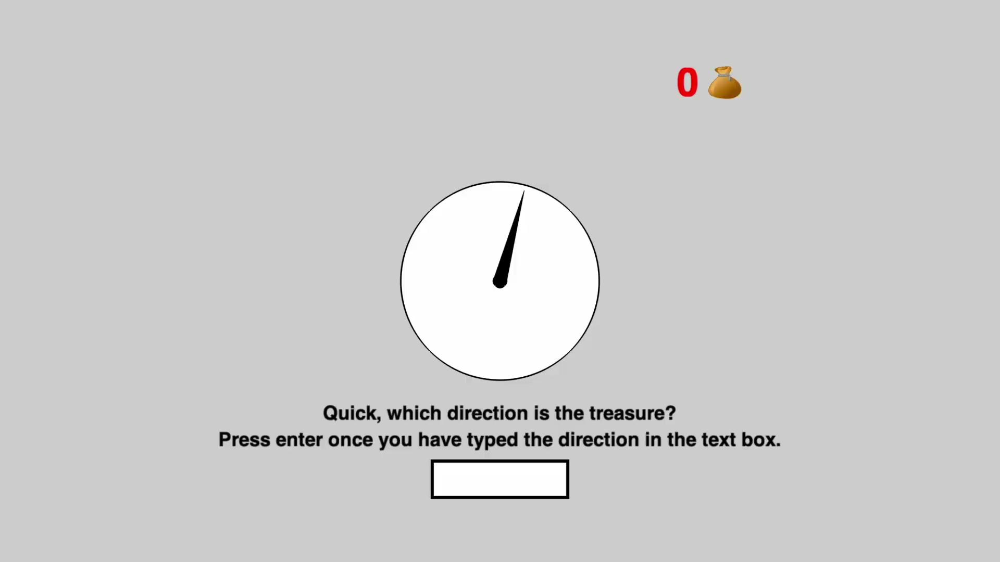 0
Quick, which direction is the treasure?
Press enter once you have typed the direction in the text box.